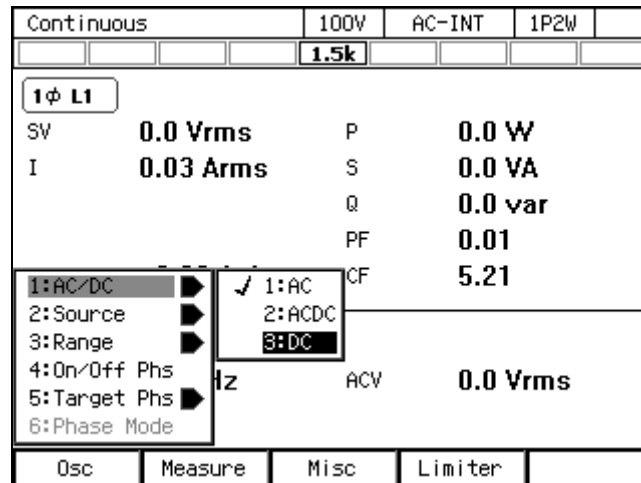 Continuous 100V AC-INT 1P2W
1.5k
1ϕ L1
SV 0.0 Vrms P 0.0 W
I 0.03 Arms S 0.0 VA
Q 0.0 var
PF 0.01
CF 5.21
1:AC/DC
2:Source
3:Range
4:On/Off Phs
5:Target Phs
6:Phase Mode
✓ 1:AC
2:ACDC
3:DC
Hz ACV 0.0 Vrms
Osc Measure Misc Limiter